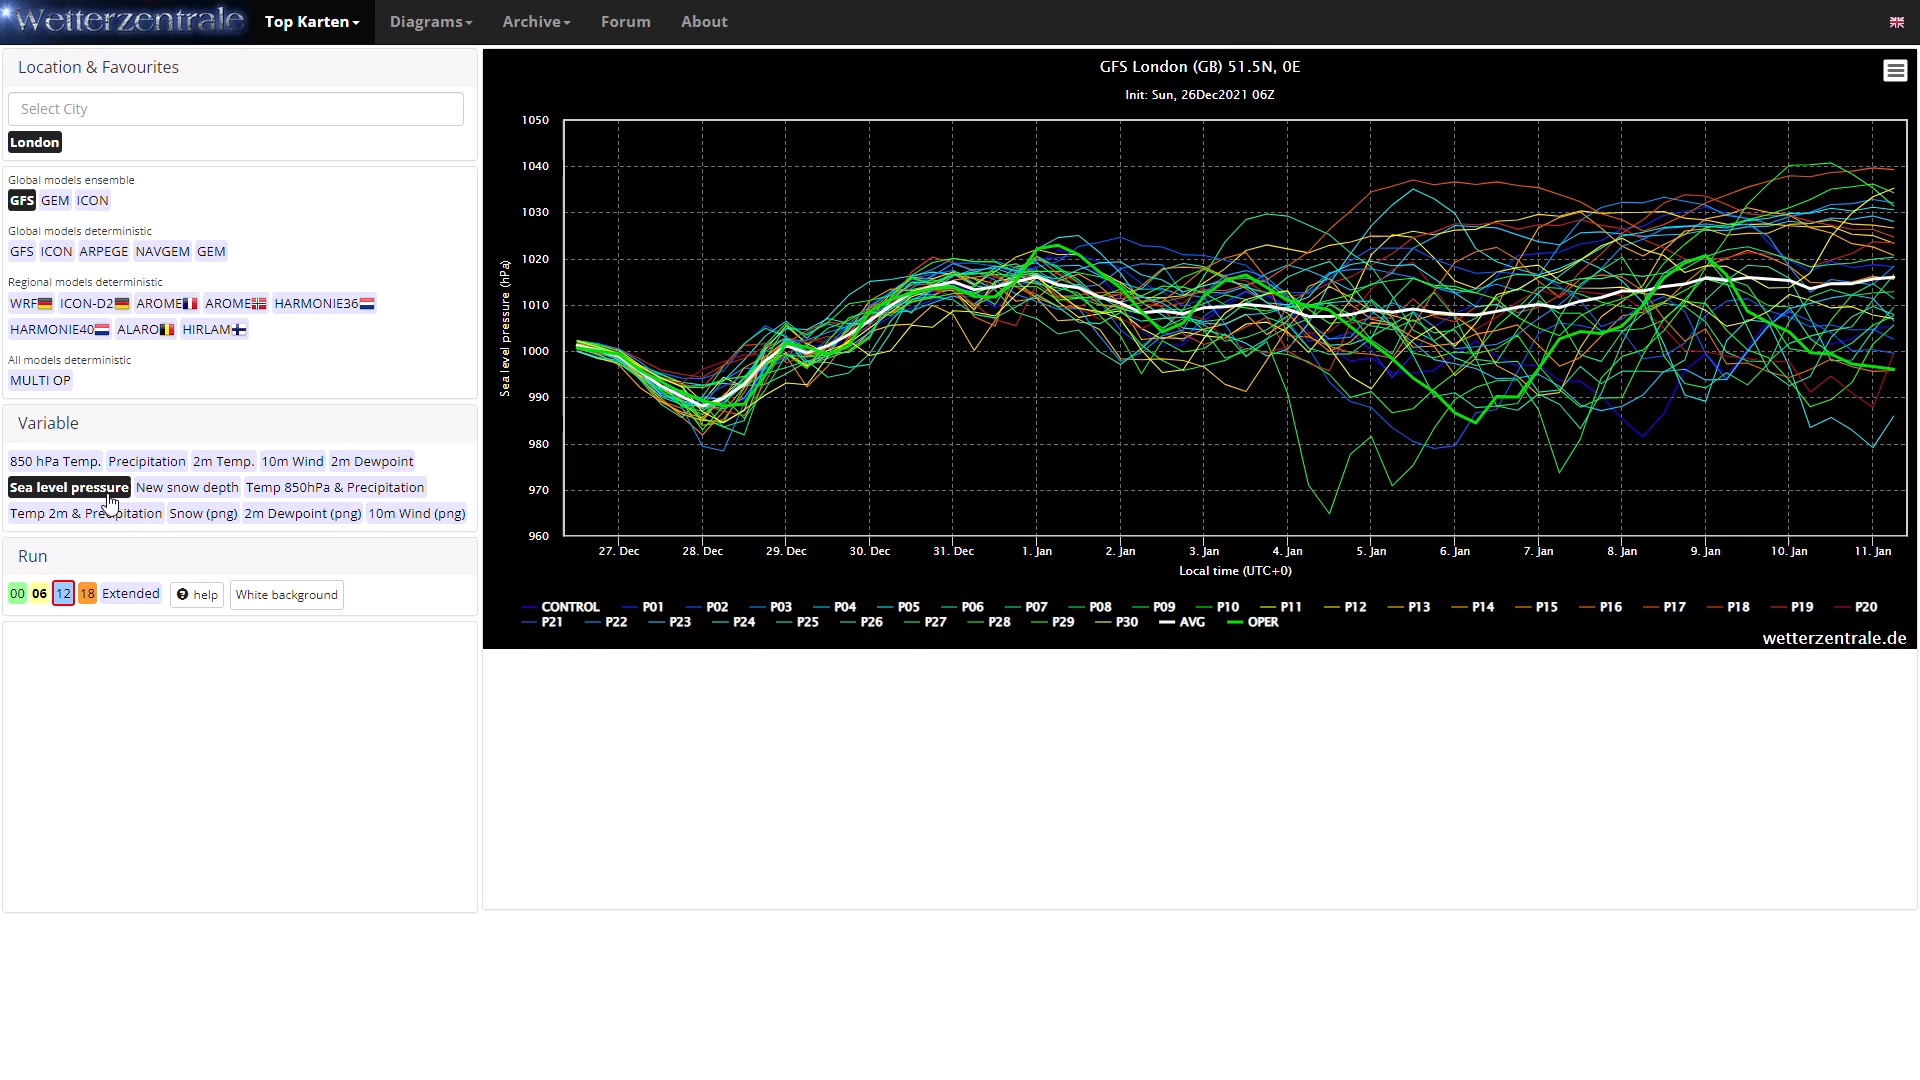 Wetterzentrale
Top Karten Diagrams Archive Forum About
Location & Favourites
Select City
London
Global models ensemble
GFS GEM ICON
Global models deterministic
GFS ICON ARPEGE NAVGEM GEM
Regional models deterministic
WRF ICON-D2 AROME AROME HARMONIE36
HARMONIE40 ALARO HIRLAM
All models deterministic
MULTI OP
Variable
850 hPa Temp. Precipitation 2m Temp. 10m Wind 2m Dewpoint
Sea level pressure New snow depth Temp 850hPa & Precipitation
Temp 2m & Precipitation Snow (png) 2m Dewpoint (png) 10m Wind (png)
Run
00 06 12 18 Extended help White background
GFS London (GB) 51.5N, 0E
Init: Sun, 26Dec2021 06Z
Sea level pressure (hPa)
1050
1040
1030
1020
1010
1000
990
980
970
960
27. Dec 28. Dec 29. Dec 30. Dec 31. Dec 1. Jan 2. Jan 3. Jan 4. Jan 5. Jan 6. Jan 7. Jan 8. Jan 9. Jan 10. Jan 11. Jan
Local time (UTC+0)
CONTROL P01 P02 P03 P04 P05 P06 P07 P08 P09 P10 P11 P12 P13 P14 P15 P16 P17 P18 P19 P20
P21 P22 P23 P24 P25 P26 P27 P28 P29 P30 AVG OPER
wetterzentrale.de